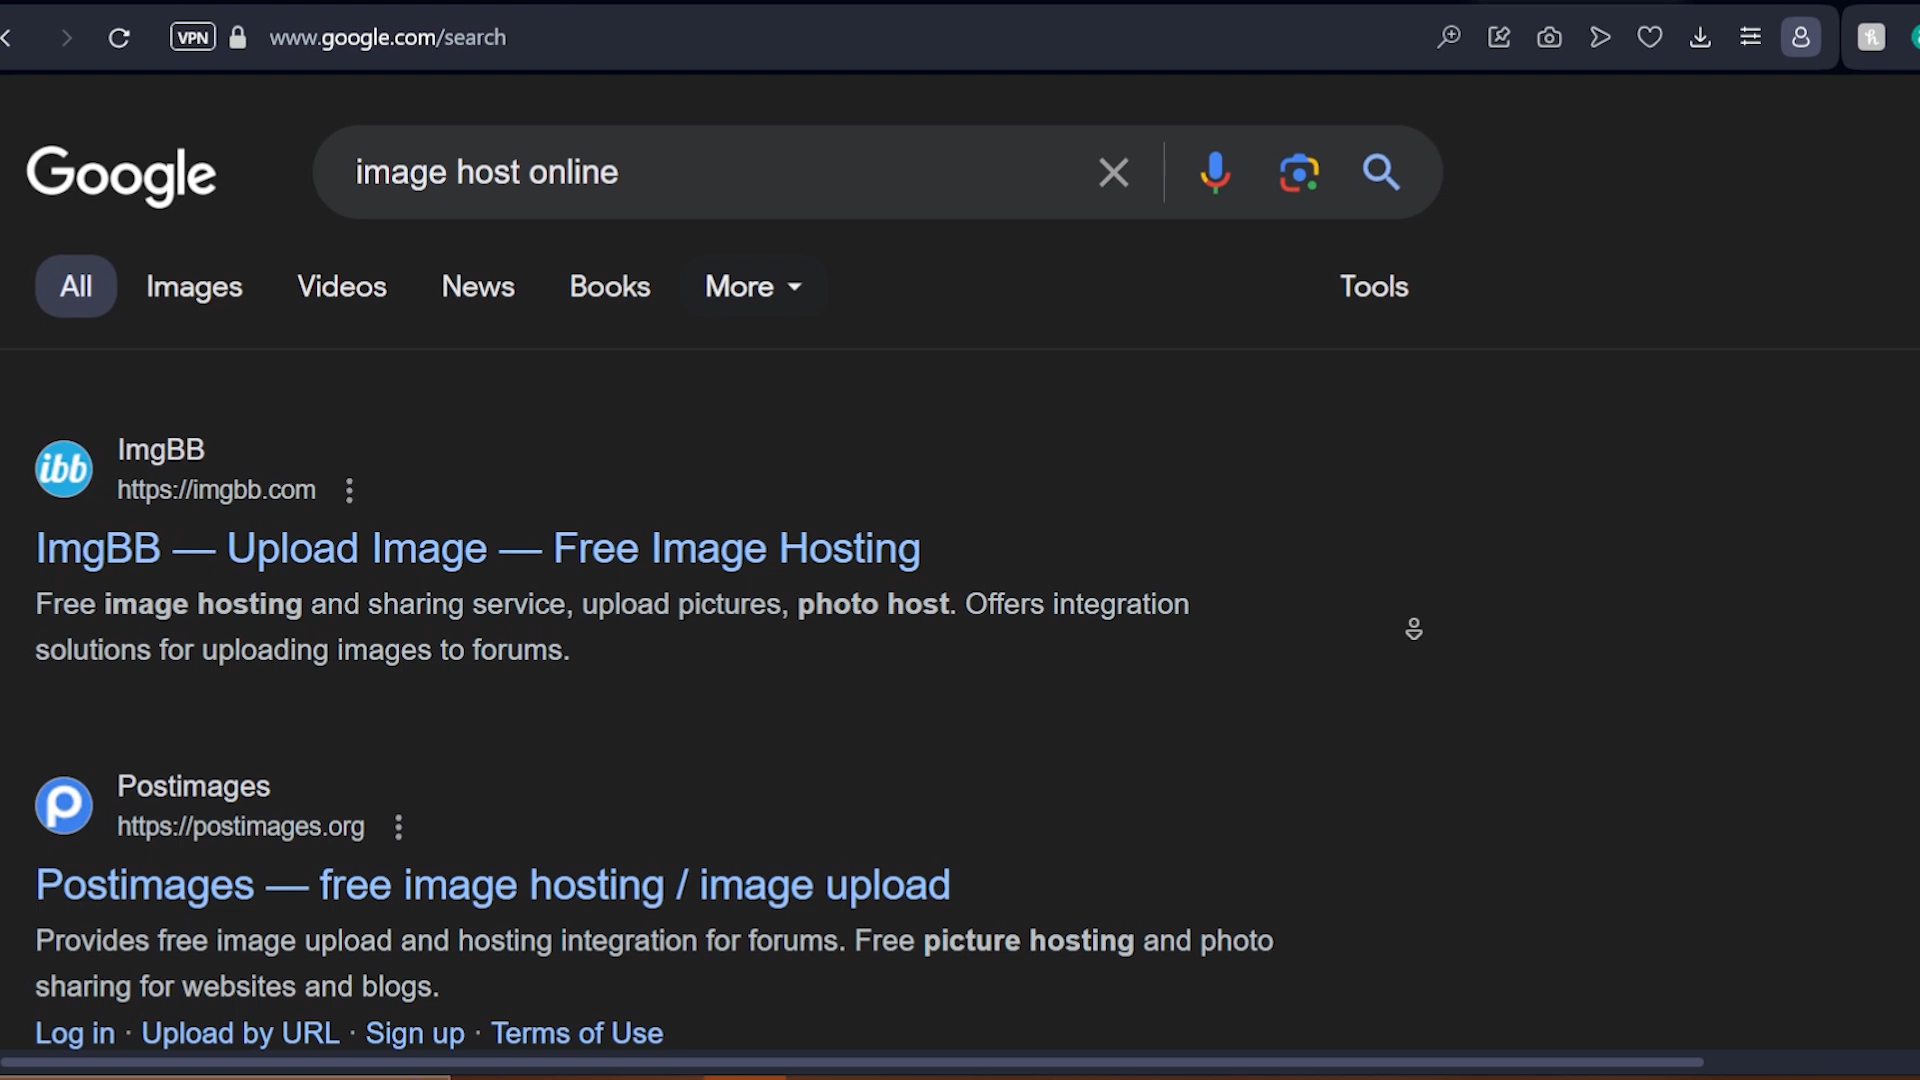 VPN www.google.com/search
Google image host online
All Images Videos News Books More Tools
ibb ImgBB
https://imgbb.com
ImgBB — Upload Image — Free Image Hosting
Free image hosting and sharing service, upload pictures, photo host. Offers integration
solutions for uploading images to forums.
Postimages
https://postimages.org
Postimages — free image hosting / image upload
Provides free image upload and hosting integration for forums. Free picture hosting and photo
sharing for websites and blogs.
Log in · Upload by URL · Sign up · Terms of Use